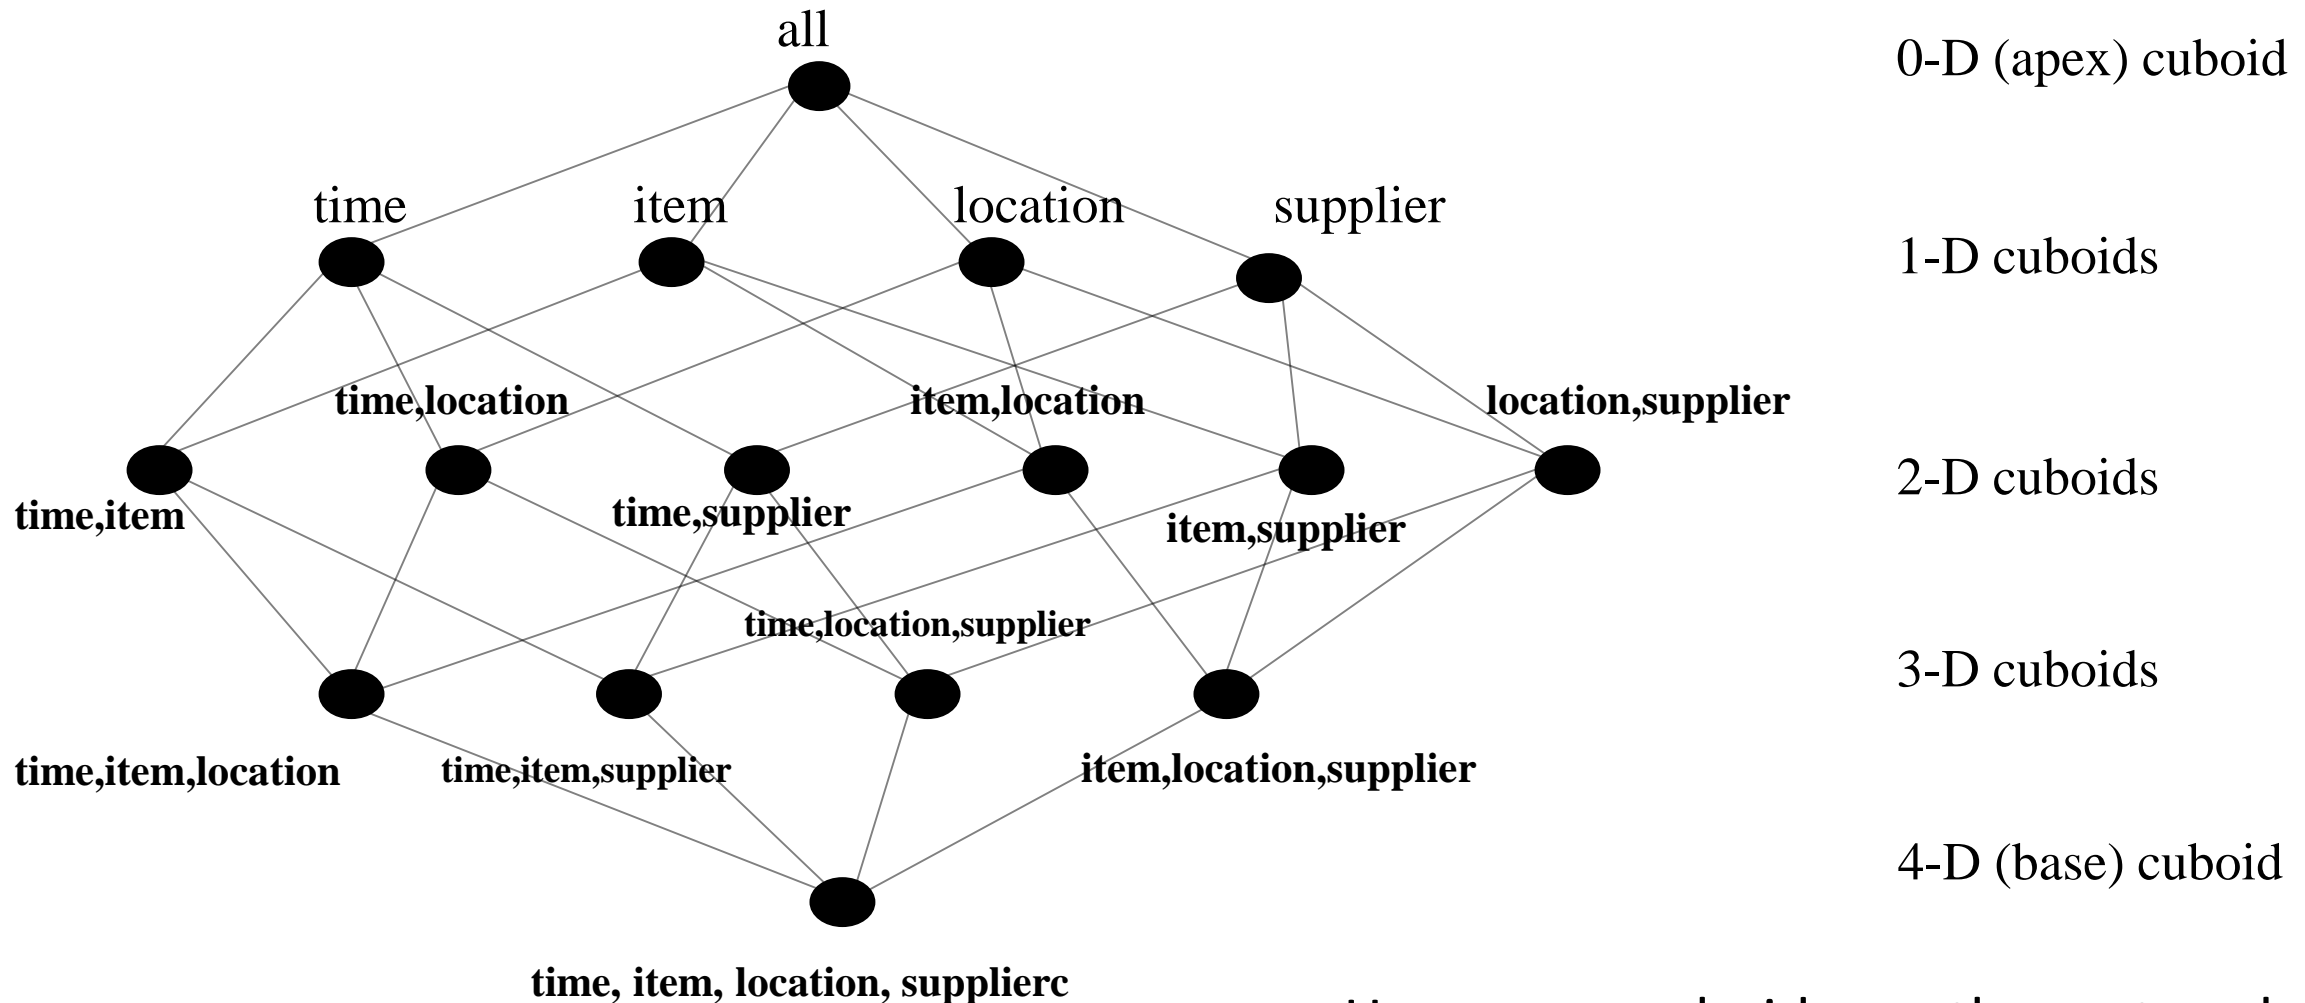 all
0-D (apex) cuboid
time
item
location
supplier
1-D cuboids
time,location
item,location
location,supplier
2-D cuboids
time,item
time,supplier
item,supplier
time,location,supplier
3-D cuboids
time,item,location
time,item,supplier
item,location,supplier
4-D (base) cuboid
time, item, location, supplierc